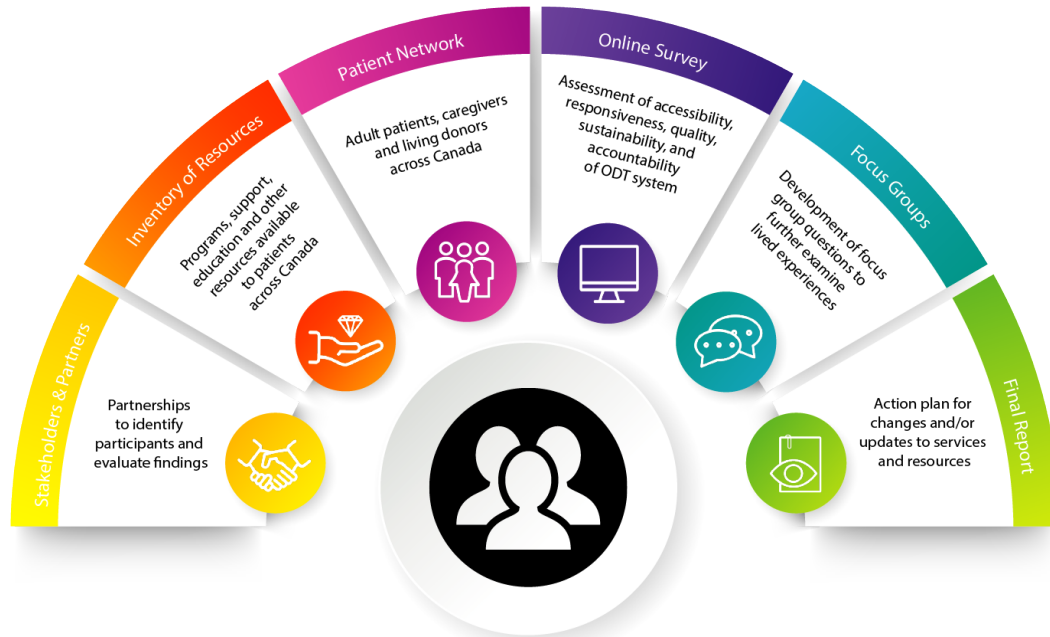 Stakeholders & Partners
Partnerships
to identify
participants and
evaluate findings
Inventory of Resources
Programs, support,
education and other
resources available
to patients
across Canada
Patient Network
Adult patients, caregivers
and living donors
across Canada
Online Survey
Assessment of accessibility,
responsiveness, quality,
sustainability, and
accountability
of ODT system
Focus Groups
Development of focus
group questions to
further examine
lived experiences
Final Report
Action plan for
changes and/or
updates to services
and resources